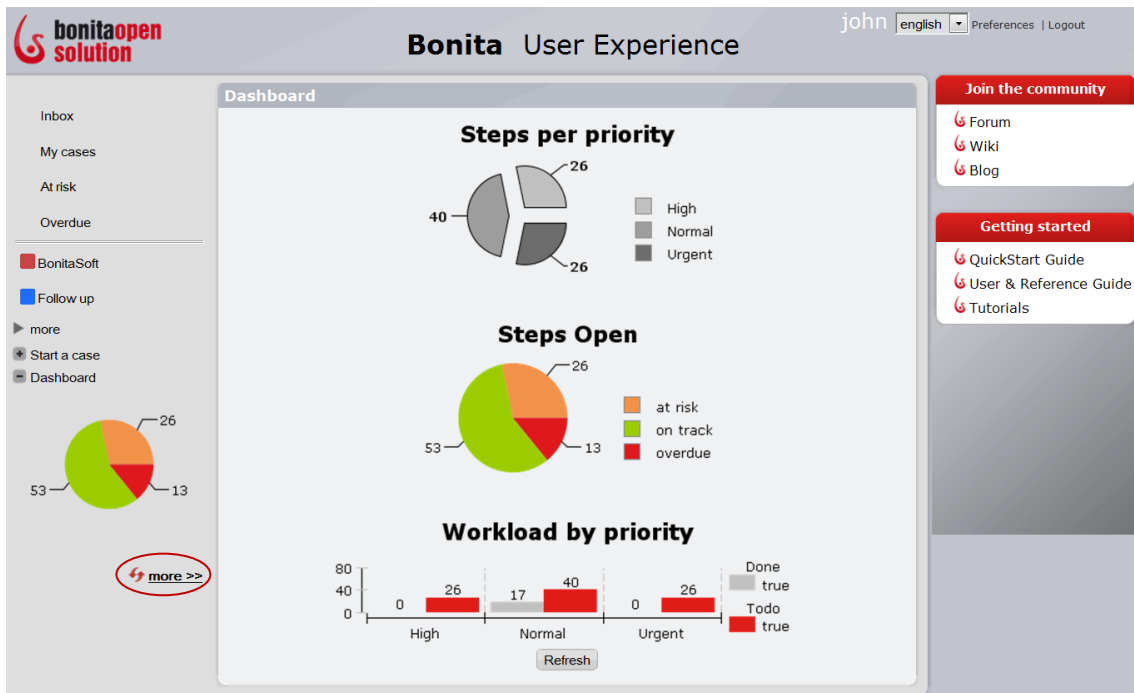 bonitaopen
solution
Bonita User Experience
john english Preferences | Logout
Inbox
My cases
At risk
Overdue
BonitaSoft
Follow up
more
Start a case
Dashboard
26
53
13
more >>
Dashboard
Steps per priority
26
40
26
High
Normal
Urgent
Steps Open
26
53
13
at risk
on track
overdue
Workload by priority
80
40
0
0 26
17 40
0 26
High Normal Urgent
Done
true
Todo
true
Refresh
Join the community
Forum
Wiki
Blog
Getting started
QuickStart Guide
User & Reference Guide
Tutorials